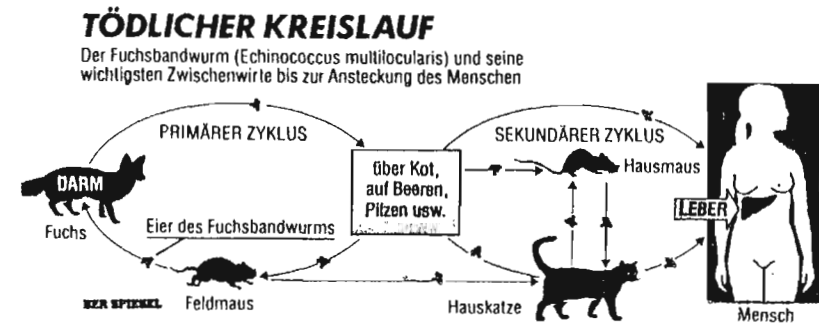 TÖDLICHER KREISLAUF
Der Fuchsbandwurm (Echinococcus multilocularis) und seine
wichtigsten Zwischenwirte bis zur Ansteckung des Menschen
PRIMÄRER ZYKLUS
SEKUNDÄRER ZYKLUS
über Kot,
auf Beeren,
Pilzen usw.
Hausmaus
DARM
LEBER
Fuchs
Eier des Fuchsbandwurms
DER SPIEGEL
Feldmaus
Hauskatze
Mensch